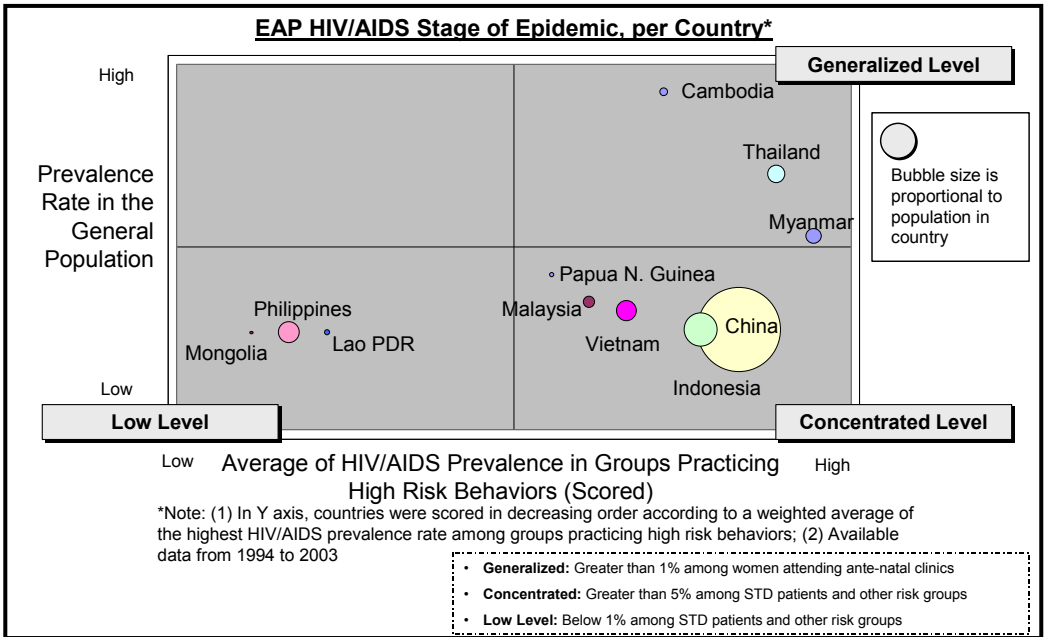 EAP HIV/AIDS Stage of Epidemic, per Country*
High
Generalized Level
Cambodia
Thailand
Myanmar
Prevalence
Rate in the
General
Population
Bubble size is
proportional to
population in
country
Papua N. Guinea
Malaysia
Philippines
China
Mongolia
Lao PDR
Vietnam
Indonesia
Low
Low Level
Concentrated Level
Low
Average of HIV/AIDS Prevalence in Groups Practicing
High Risk Behaviors (Scored)
High
*Note: (1) In Y axis, countries were scored in decreasing order according to a weighted average of
the highest HIV/AIDS prevalence rate among groups practicing high risk behaviors; (2) Available
data from 1994 to 2003
• Generalized: Greater than 1% among women attending ante-natal clinics
• Concentrated: Greater than 5% among STD patients and other risk groups
• Low Level: Below 1% among STD patients and other risk groups